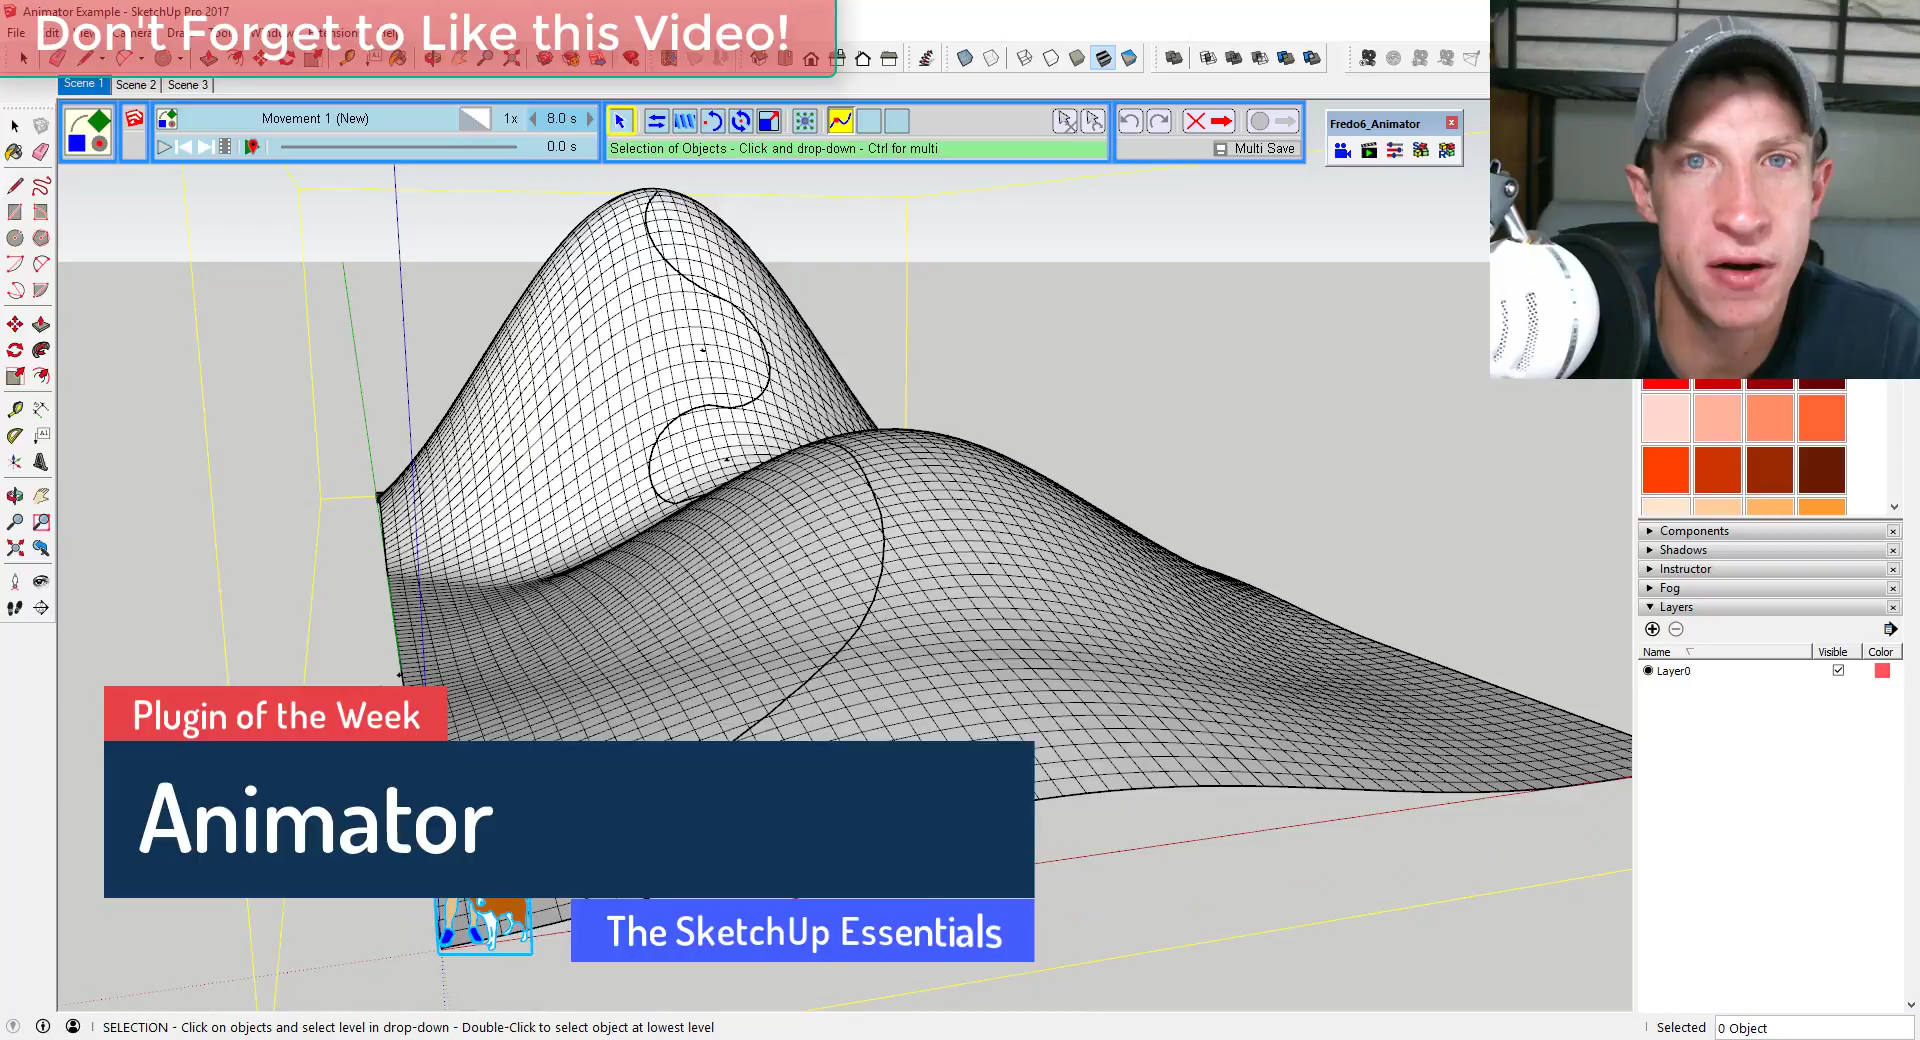 Animator Example - SketchUp Pro 2017
Don't Forget to Like this Video!
File
Scene 1
Scene 2
Scene 3
Movement 1 (New)
1x
8.0 s
0.0 s
Selection of Objects - Click and drop-down - Ctrl for multi
Multi Save
Fredo6_Animator
Components
Shadows
Instructor
Fog
Layers
Name
Visible
Color
Layer0
Plugin of the Week
Animator
The SketchUp Essentials
SELECTION - Click on objects and select level in drop-down - Double-Click to select object at lowest level
Selected
0 Object